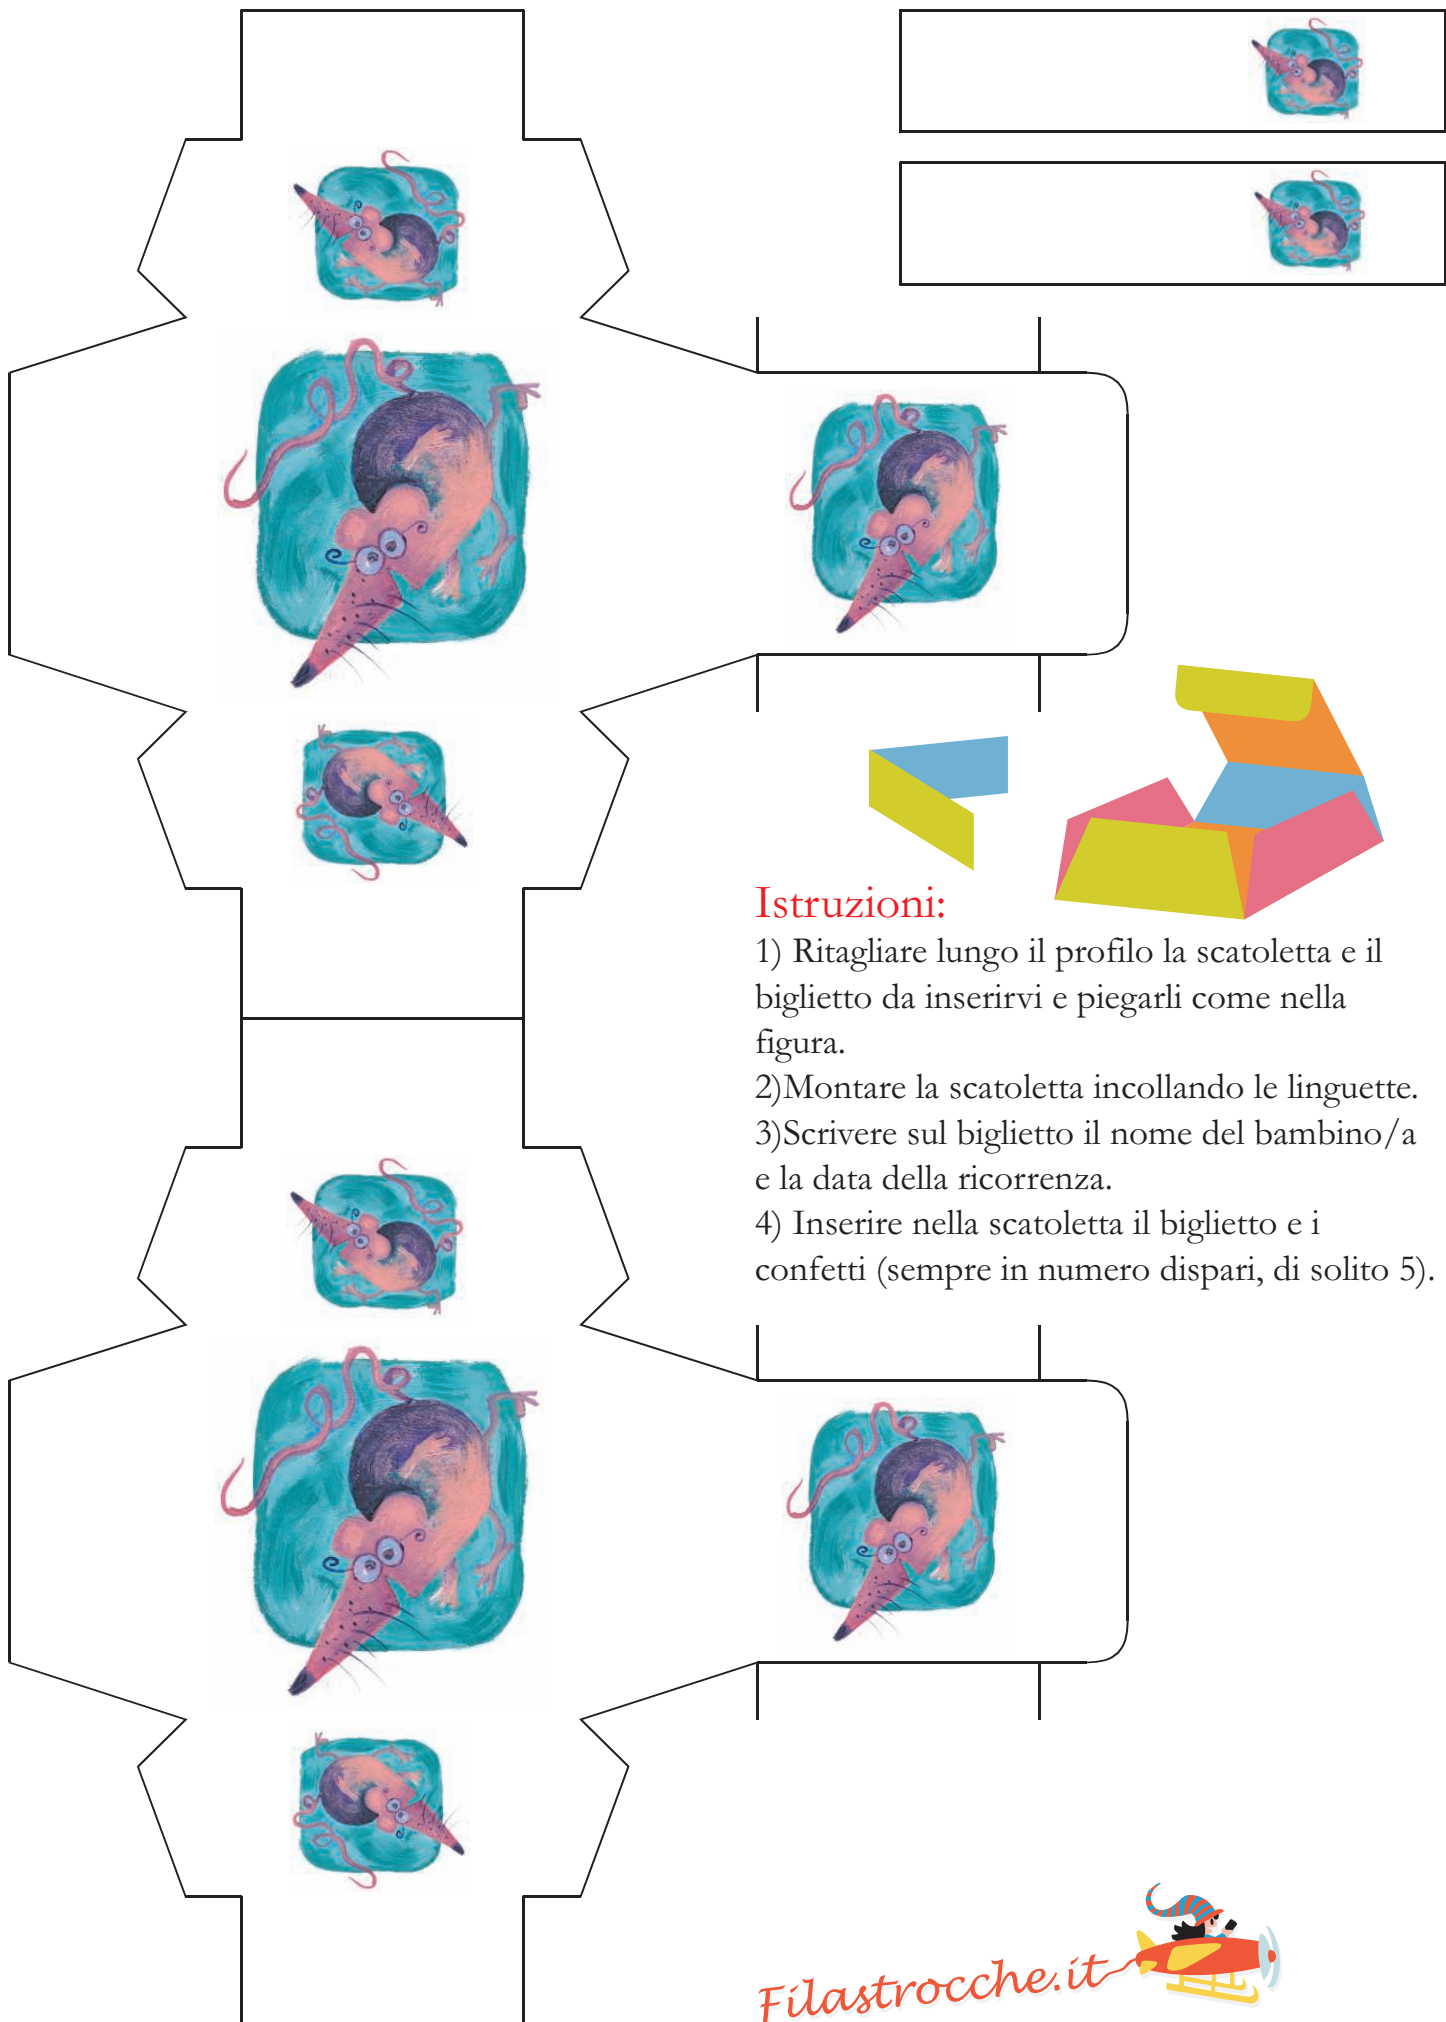 Istruzioni:
1) Ritagliare lungo il profilo la scatoletta e il
biglietto da inserirvi e piegarli come nella
figura.
2)Montare la scatoletta incollando le linguette.
3)Scrivere sul biglietto il nome del bambino/a
e la data della ricorrenza.
4) Inserire nella scatoletta il biglietto e i
confetti (sempre in numero dispari, di solito 5).
Filastrocche.it